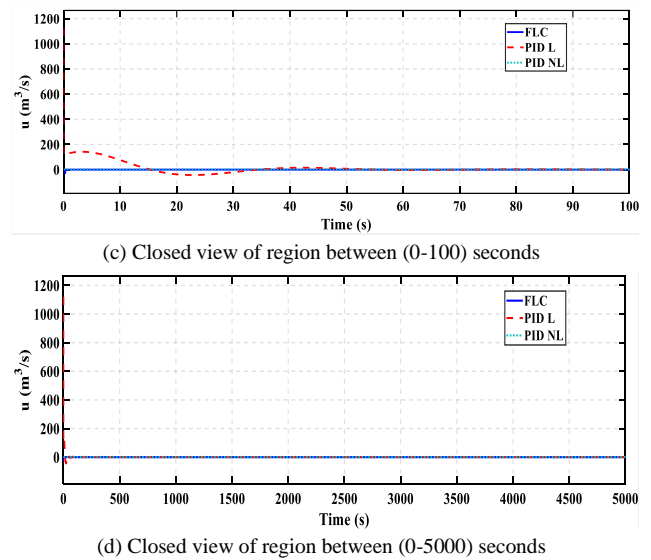 1200
1000
800
600
400
200
0
u (m³/s)
FLC
PID L
PID NL
0 10 20 30 40 50 60 70 80 90 100
Time (s)
(c) Closed view of region between (0-100) seconds
1200
1000
800
600
400
200
0
u (m³/s)
FLC
PID L
PID NL
0 500 1000 1500 2000 2500 3000 3500 4000 4500 5000
Time (s)
(d) Closed view of region between (0-5000) seconds